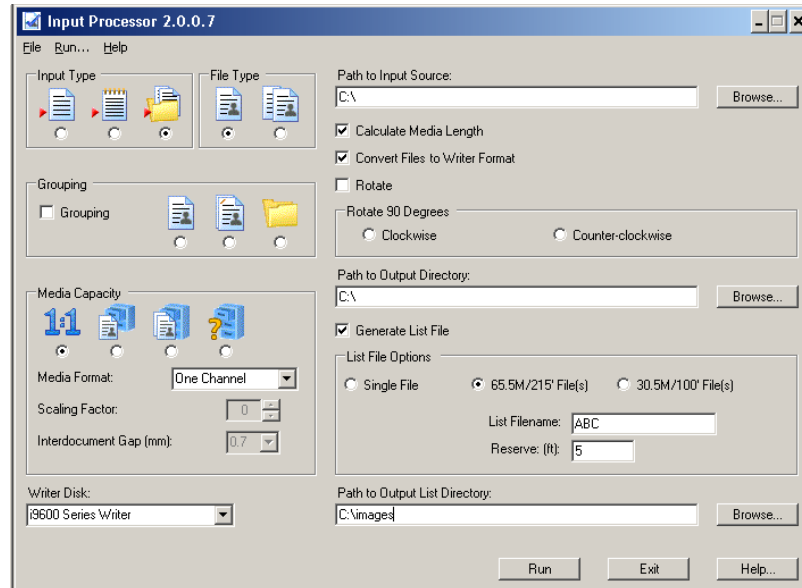 Input Processor 2.0.0.7
File Run... Help
Input Type
File Type
Grouping
Grouping
Media Capacity
1:1
?
Media Format: One Channel
Scaling Factor: 0
Interdocument Gap (mm): 0.7
Writer Disk:
i9600 Series Writer
Path to Input Source:
C:\ Browse...
Calculate Media Length
Convert Files to Writer Format
Rotate
Rotate 90 Degrees
Clockwise Counter-clockwise
Path to Output Directory:
C:\ Browse...
Generate List File
List File Options
Single File 65.5M/215' File(s) 30.5M/100' File(s)
List Filename: ABC
Reserve: (ft): 5
Path to Output List Directory:
C:\images Browse...
Run Exit Help...